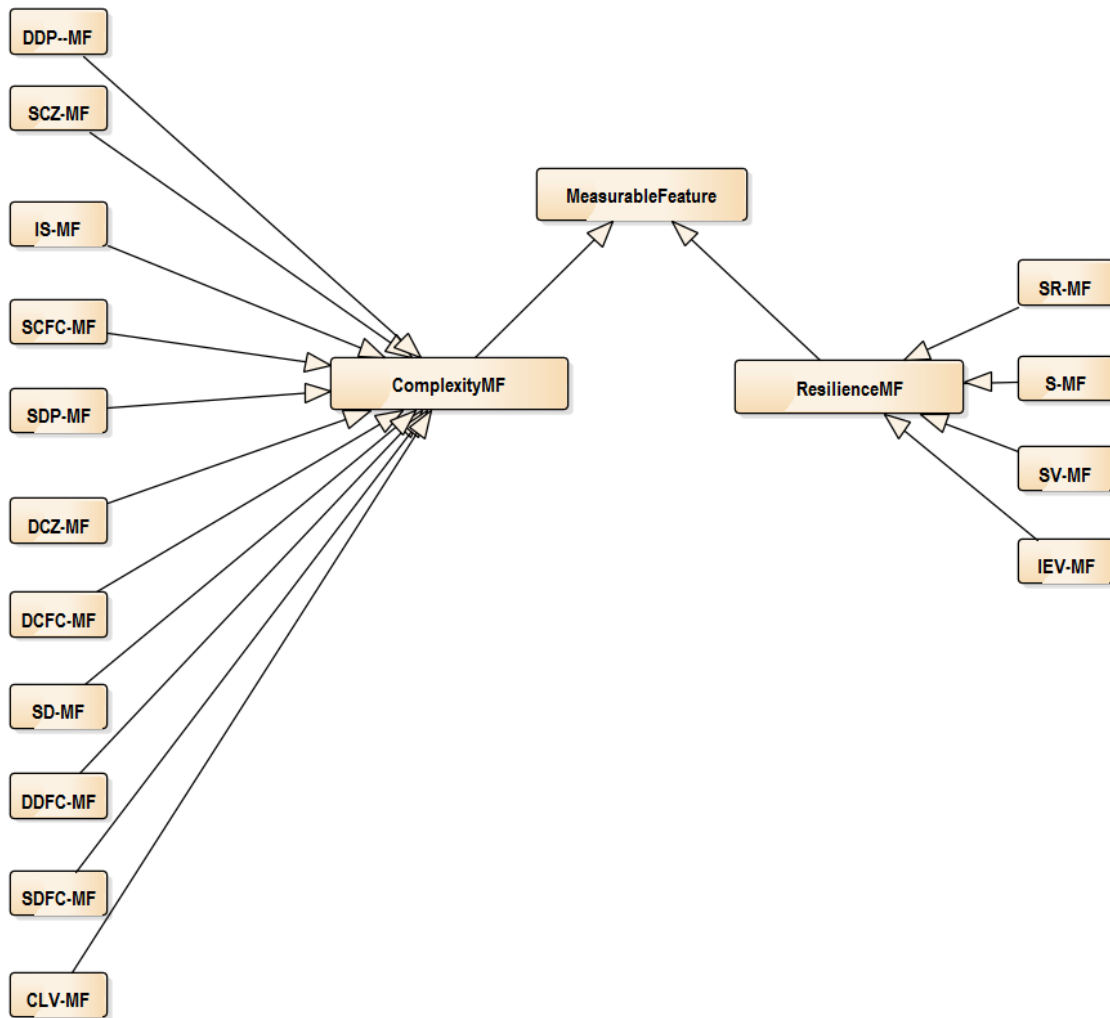 DDP--MF
SCZ-MF
IS-MF
SCFC-MF
SDP-MF
DCZ-MF
DCFC-MF
SD-MF
DDFC-MF
SDFC-MF
CLV-MF
MeasurableFeature
ComplexityMF
ResilienceMF
SR-MF
S-MF
SV-MF
IEV-MF